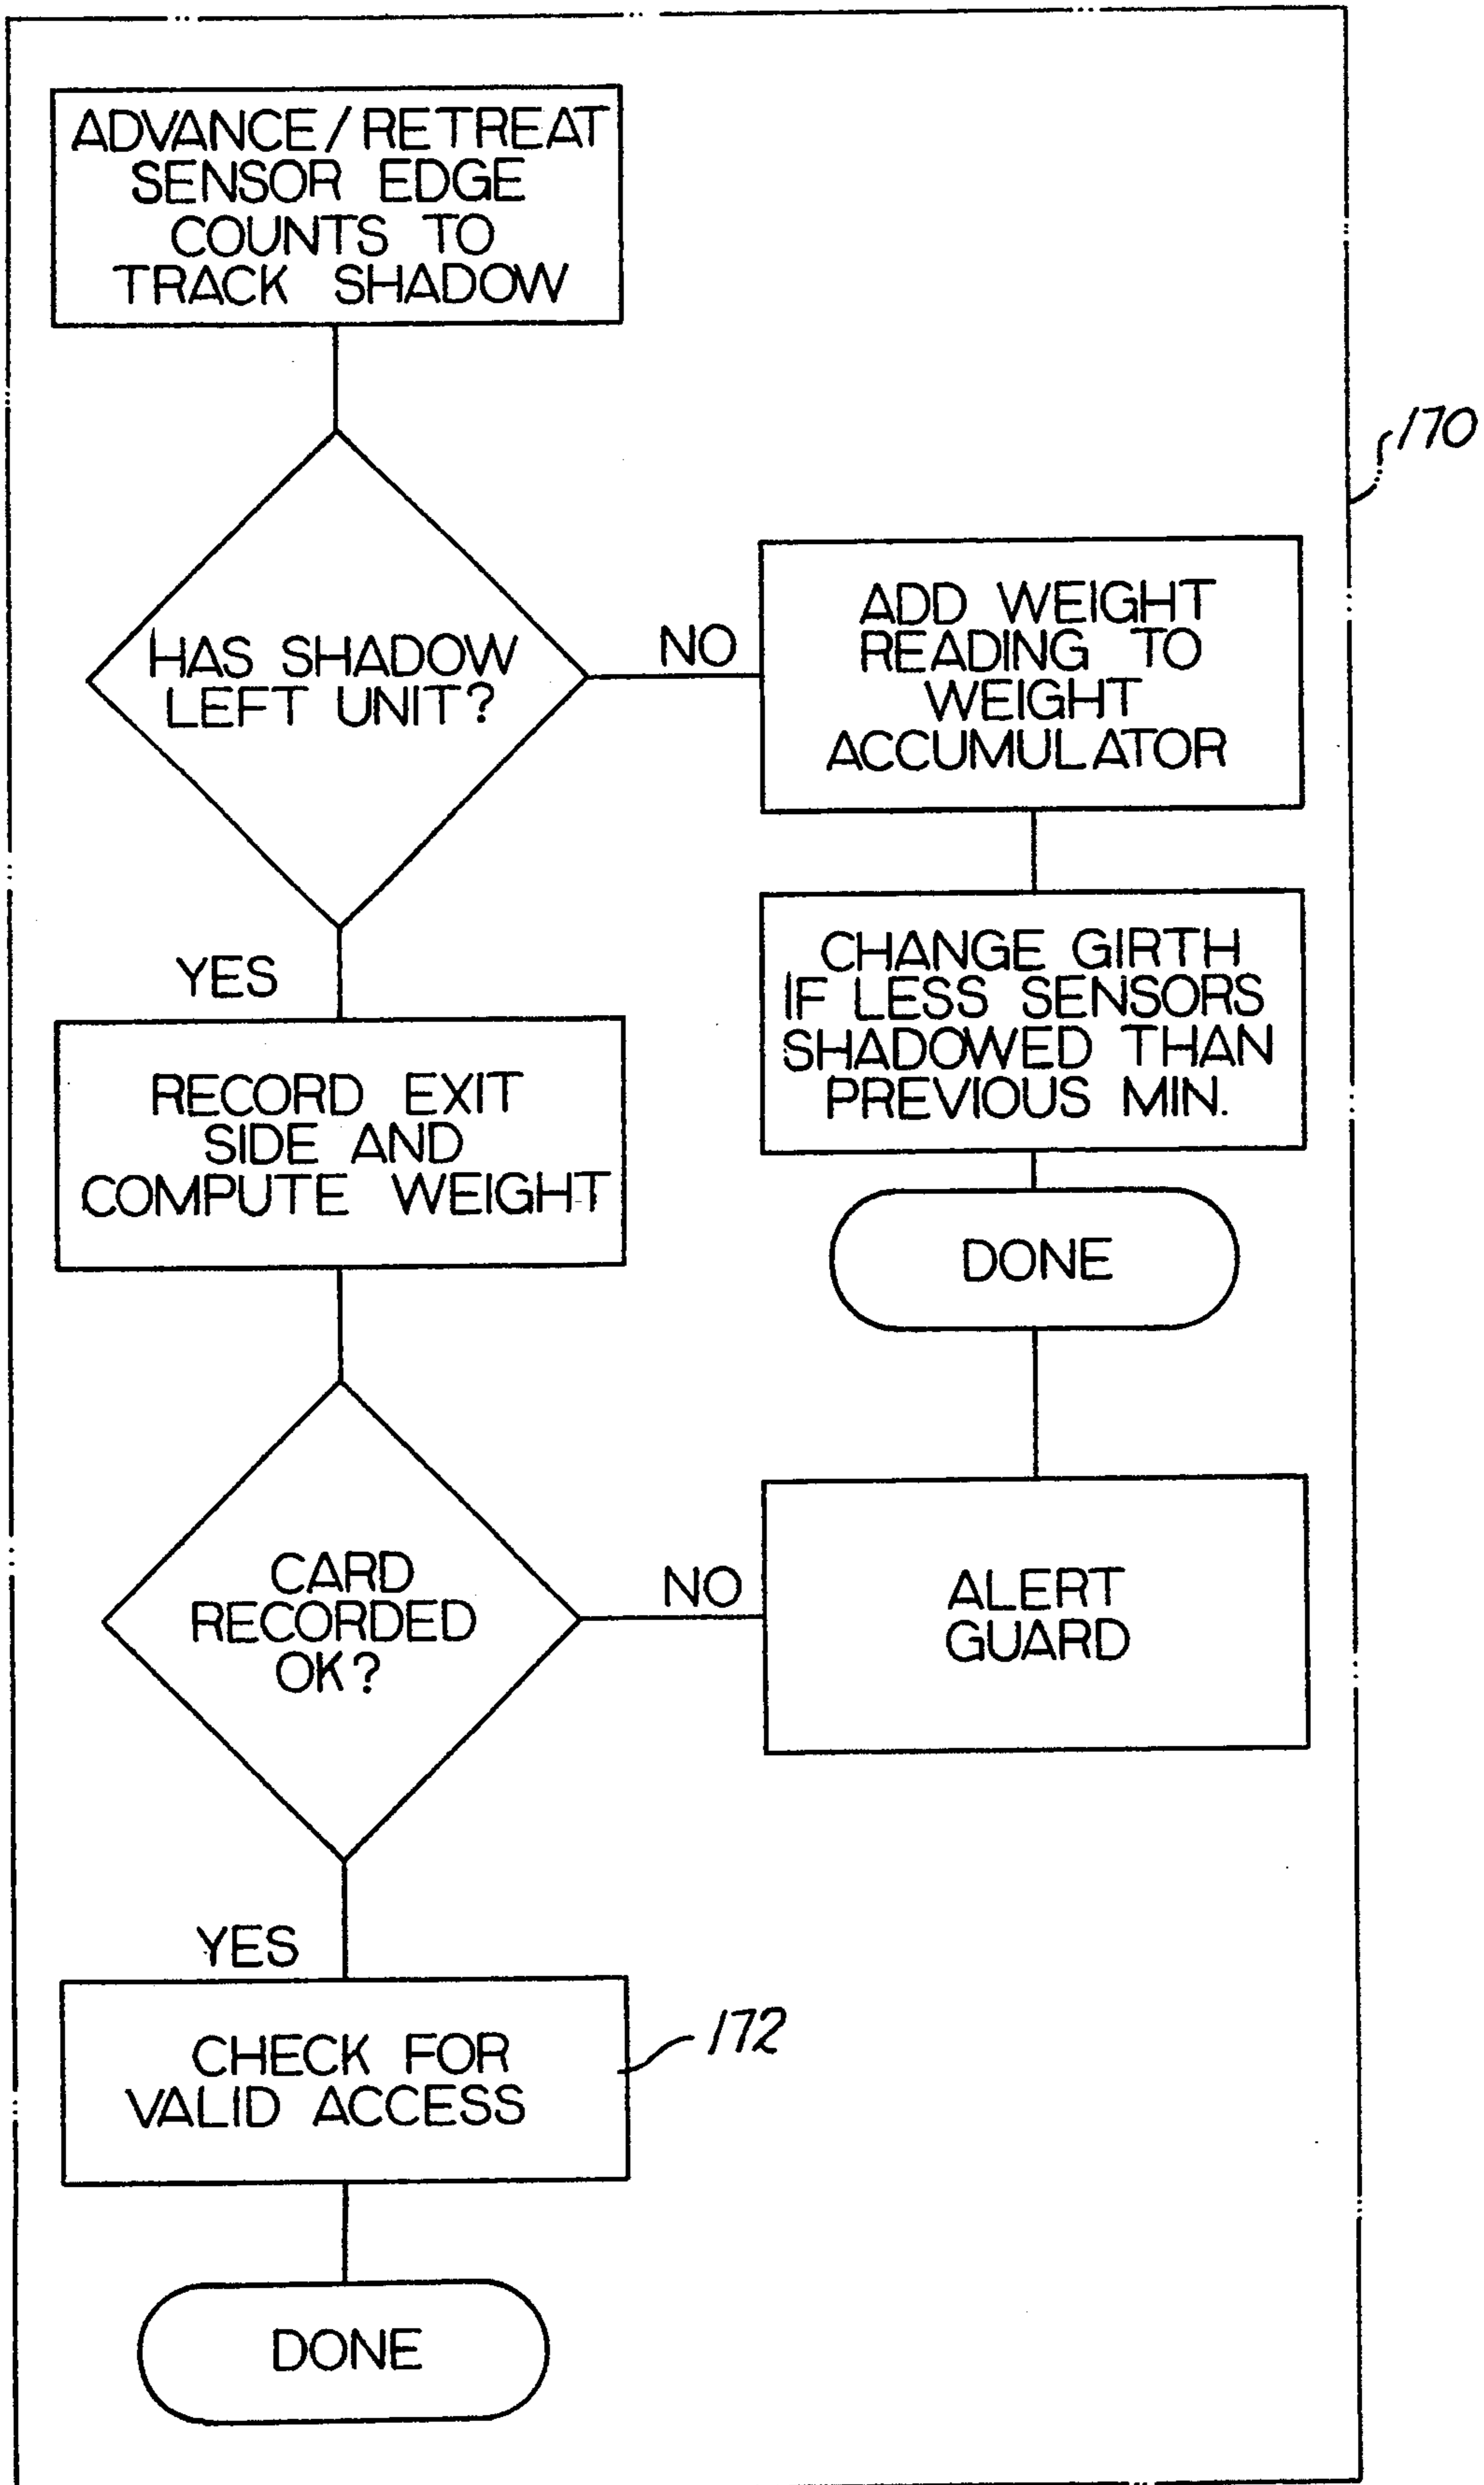 ADVANCE/RETREAT
SENSOR EDGE
COUNTS TO
TRACK SHADOW
170
HAS SHADOW
LEFT UNIT?
NO
ADD WEIGHT
READING TO
WEIGHT
ACCUMULATOR
YES
CHANGE GIRTH
IF LESS SENSORS
SHADOWED THAN
PREVIOUS MIN.
RECORD EXIT
SIDE AND
COMPUTE WEIGHT
DONE
CARD
RECORDED
OK?
NO
ALERT
GUARD
YES
CHECK FOR
VALID ACCESS
172
DONE